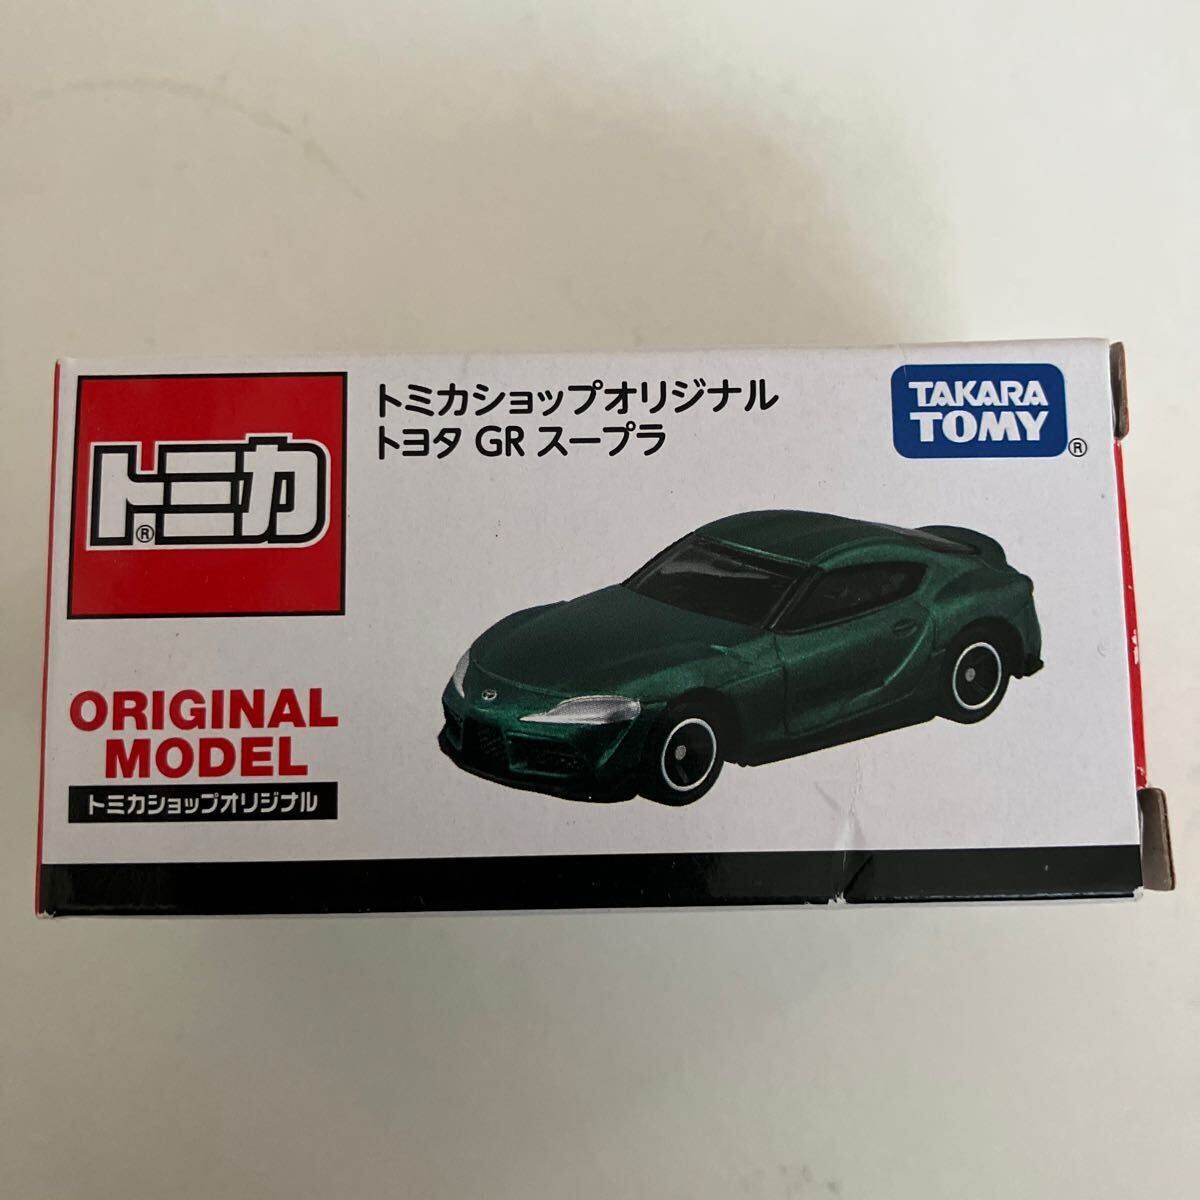 トミカショップオリジナル
トヨタ GR スープラ
TAKARA
TOMY
®
トミカ
®
ORIGINAL
MODEL
トミカショップオリジナル